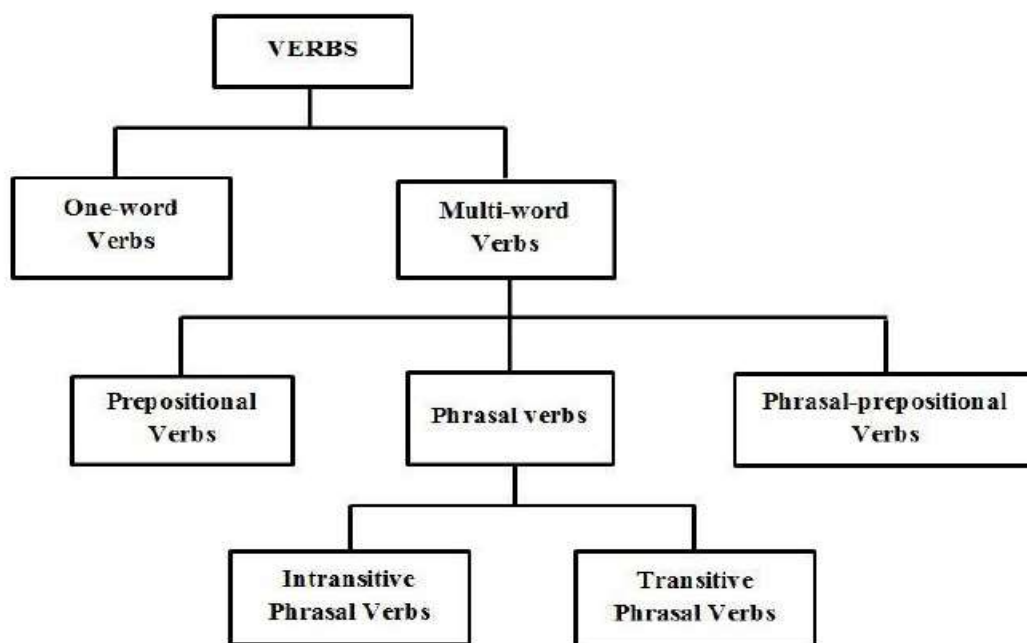 VERBS
One-word
Verbs
Multi-word
Verbs
Prepositional
Verbs
Phrasal verbs
Phrasal-prepositional
Verbs
Intransitive
Phrasal Verbs
Transitive
Phrasal Verbs